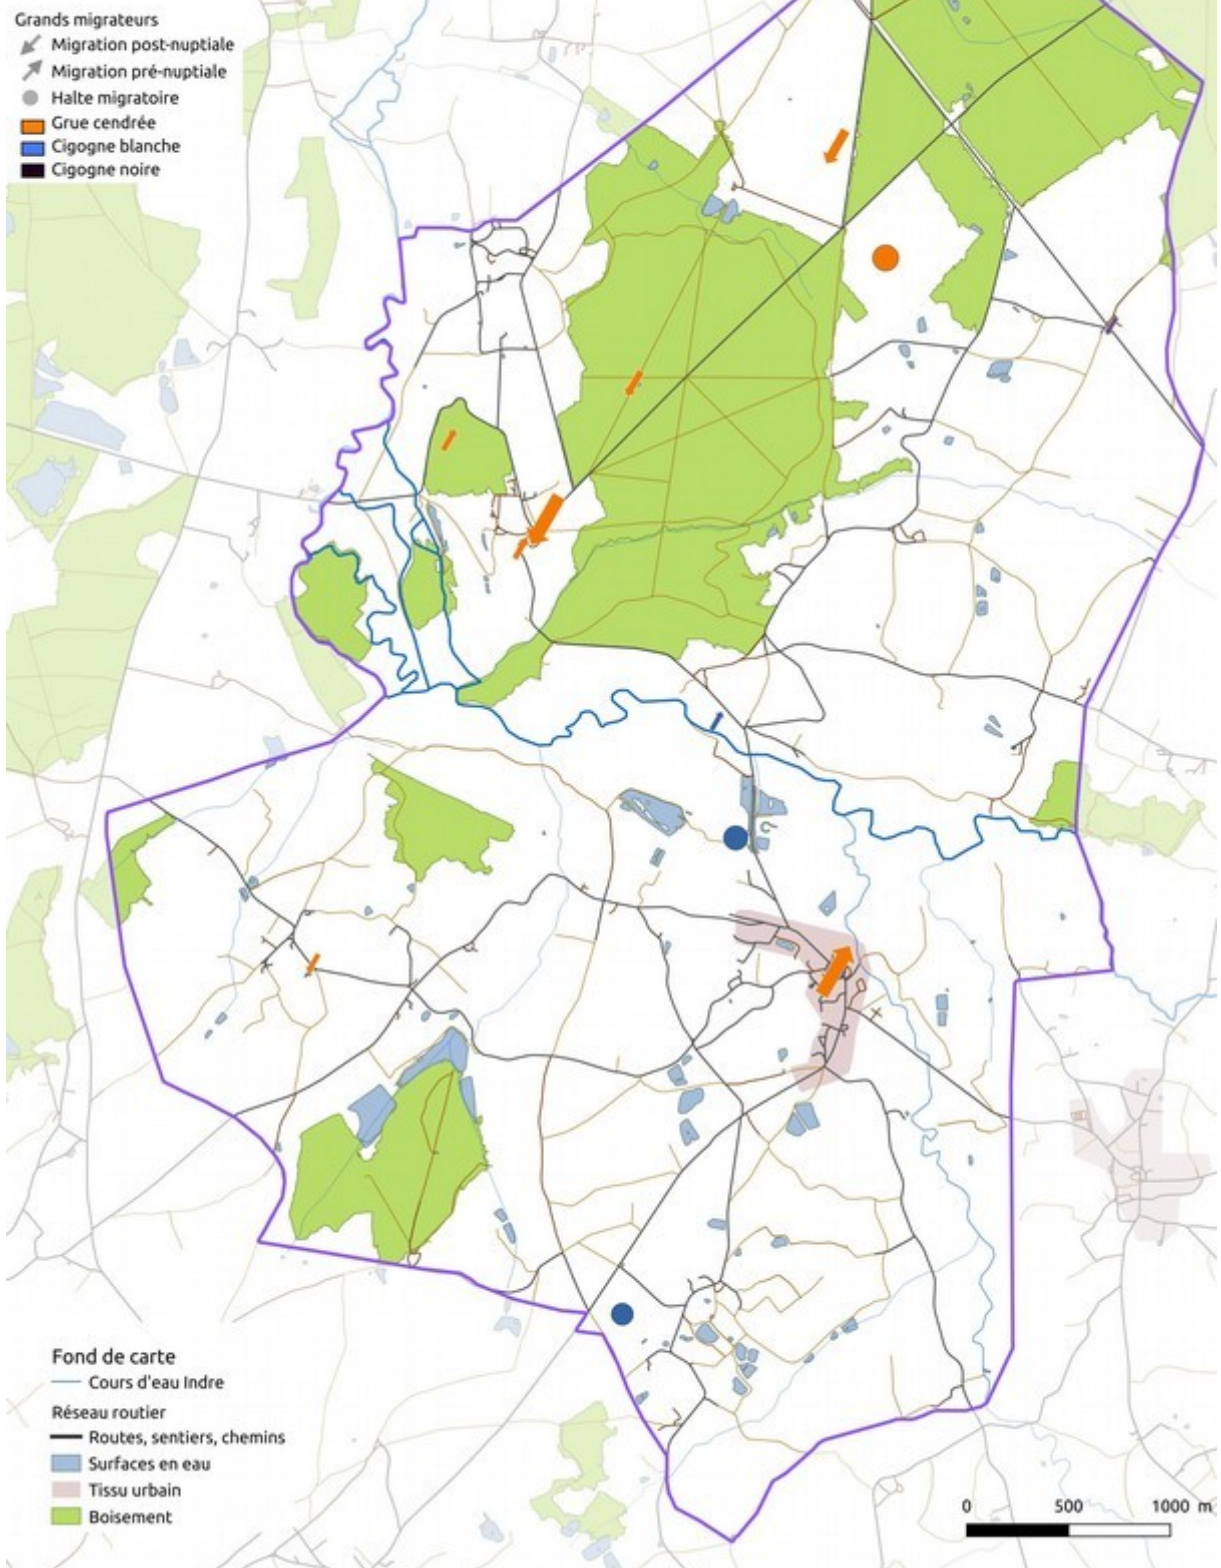 Grands migrateurs
Migration post-nuptiale
Migration pré-nuptiale
Halte migratoire
Grue cendrée
Cigogne blanche
Cigogne noire
Fond de carte
Cours d'eau Indre
Réseau routier
Routes, sentiers, chemins
Surfaces en eau
Tissu urbain
Boisement
0 500 1000 m